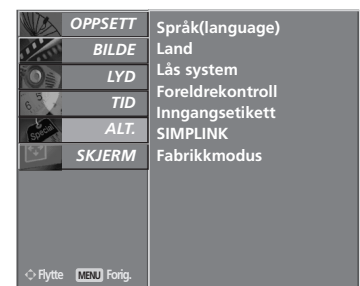 OPPSETT
BILDE
LYD
TID
ALT.
SKJERM
Språk(language)
Land
Lås system
Foreldrekontroll
Inngangsetikett
SIMPLINK
Fabrikkmodus
Flytte MENU Forig.